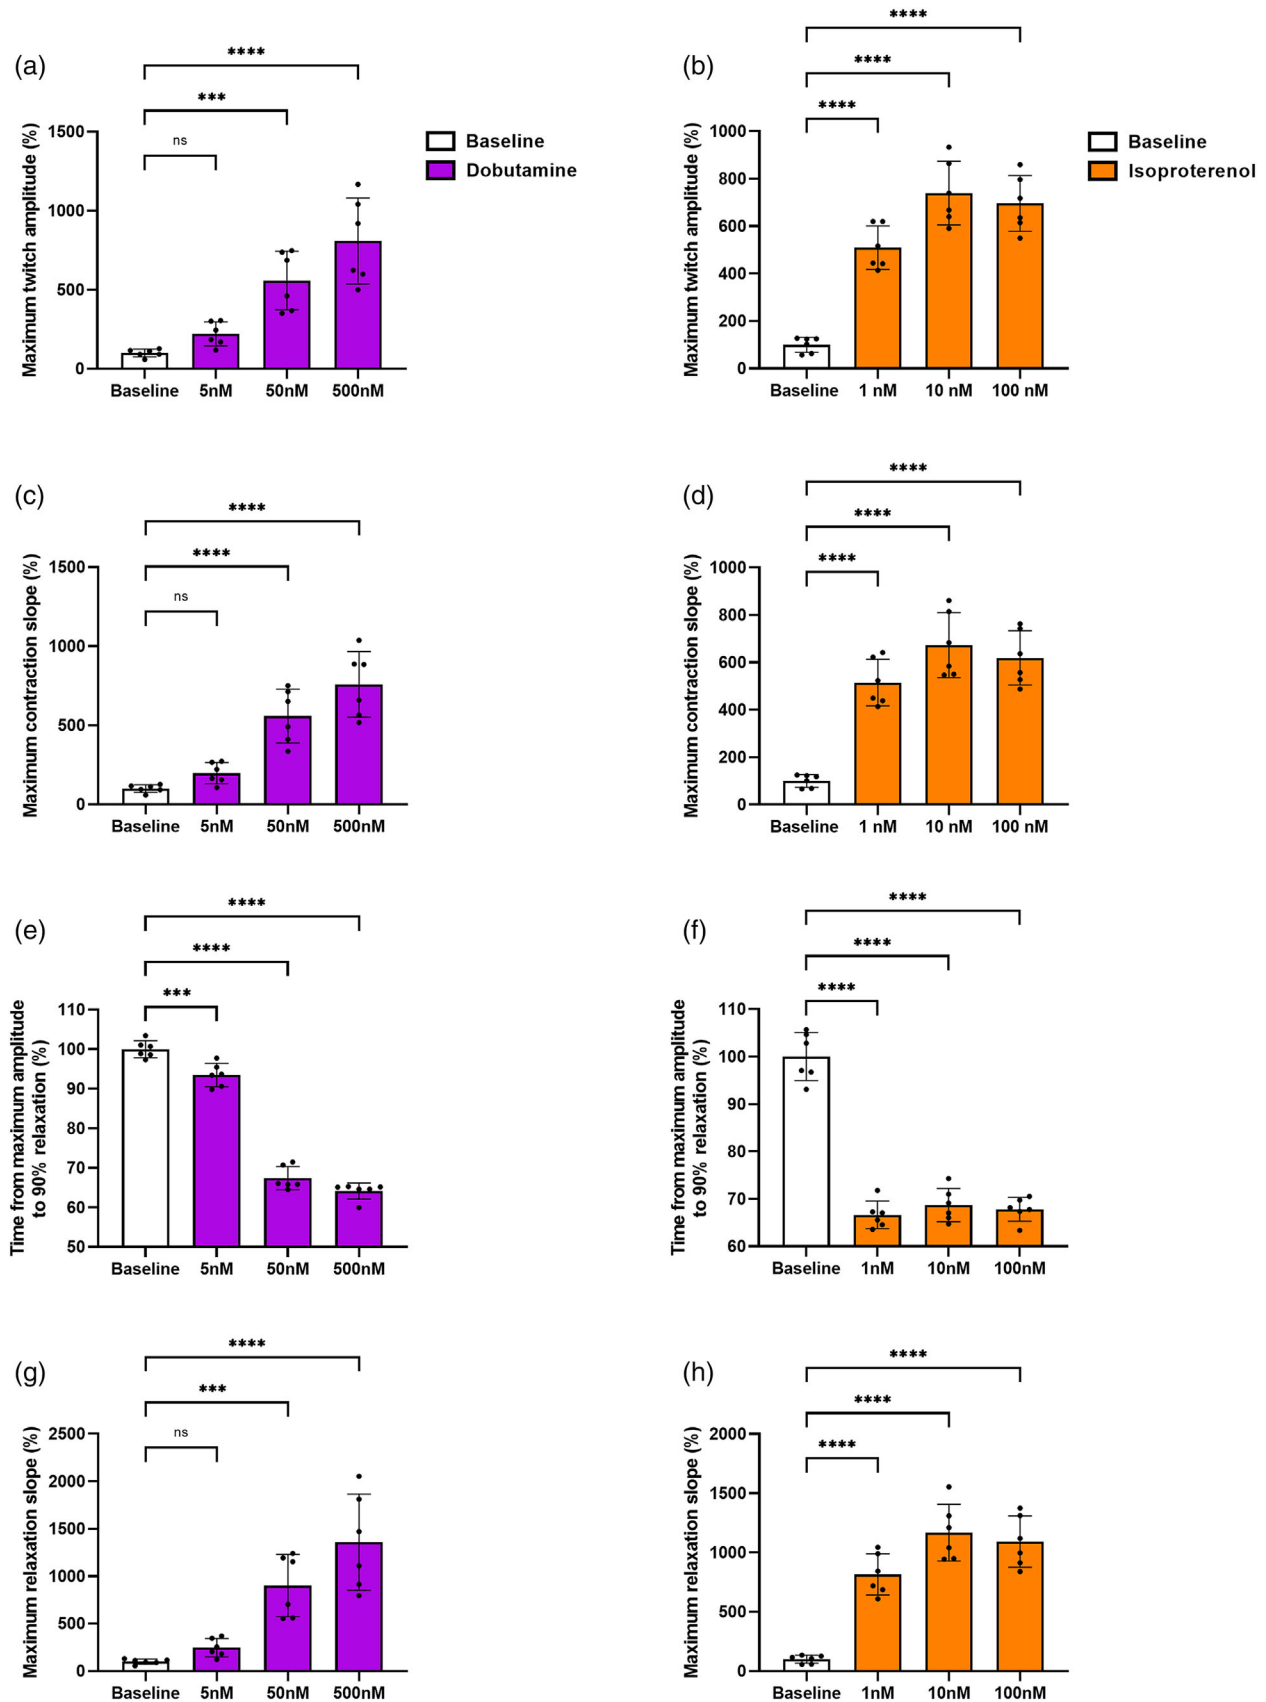 (a)
****
***
ns
Maximum twitch amplitude (%)
1500
1000
500
0
Baseline 5nM 50nM 500nM
Baseline
Dobutamine
(b)
****
****
****
Maximum twitch amplitude (%)
1000
800
600
400
200
0
Baseline 1 nM 10 nM 100 nM
Baseline
Isoproterenol
(c)
****
****
ns
Maximum contraction slope (%)
1500
1000
500
0
Baseline 5nM 50nM 500nM
(d)
****
****
****
Maximum contraction slope (%)
1000
800
600
400
200
0
Baseline 1 nM 10 nM 100 nM
(e)
****
****
***
Time from maximum amplitude
to 90% relaxation (%)
110
100
90
80
70
60
50
Baseline 5nM 50nM 500nM
(f)
****
****
****
Time from maximum amplitude
to 90% relaxation (%)
110
100
90
80
70
60
Baseline 1nM 10nM 100nM
(g)
****
***
ns
Maximum relaxation slope (%)
2500
2000
1500
1000
500
0
Baseline 5nM 50nM 500nM
(h)
****
****
****
Maximum relaxation slope (%)
2000
1500
1000
500
0
Baseline 1nM 10nM 100nM